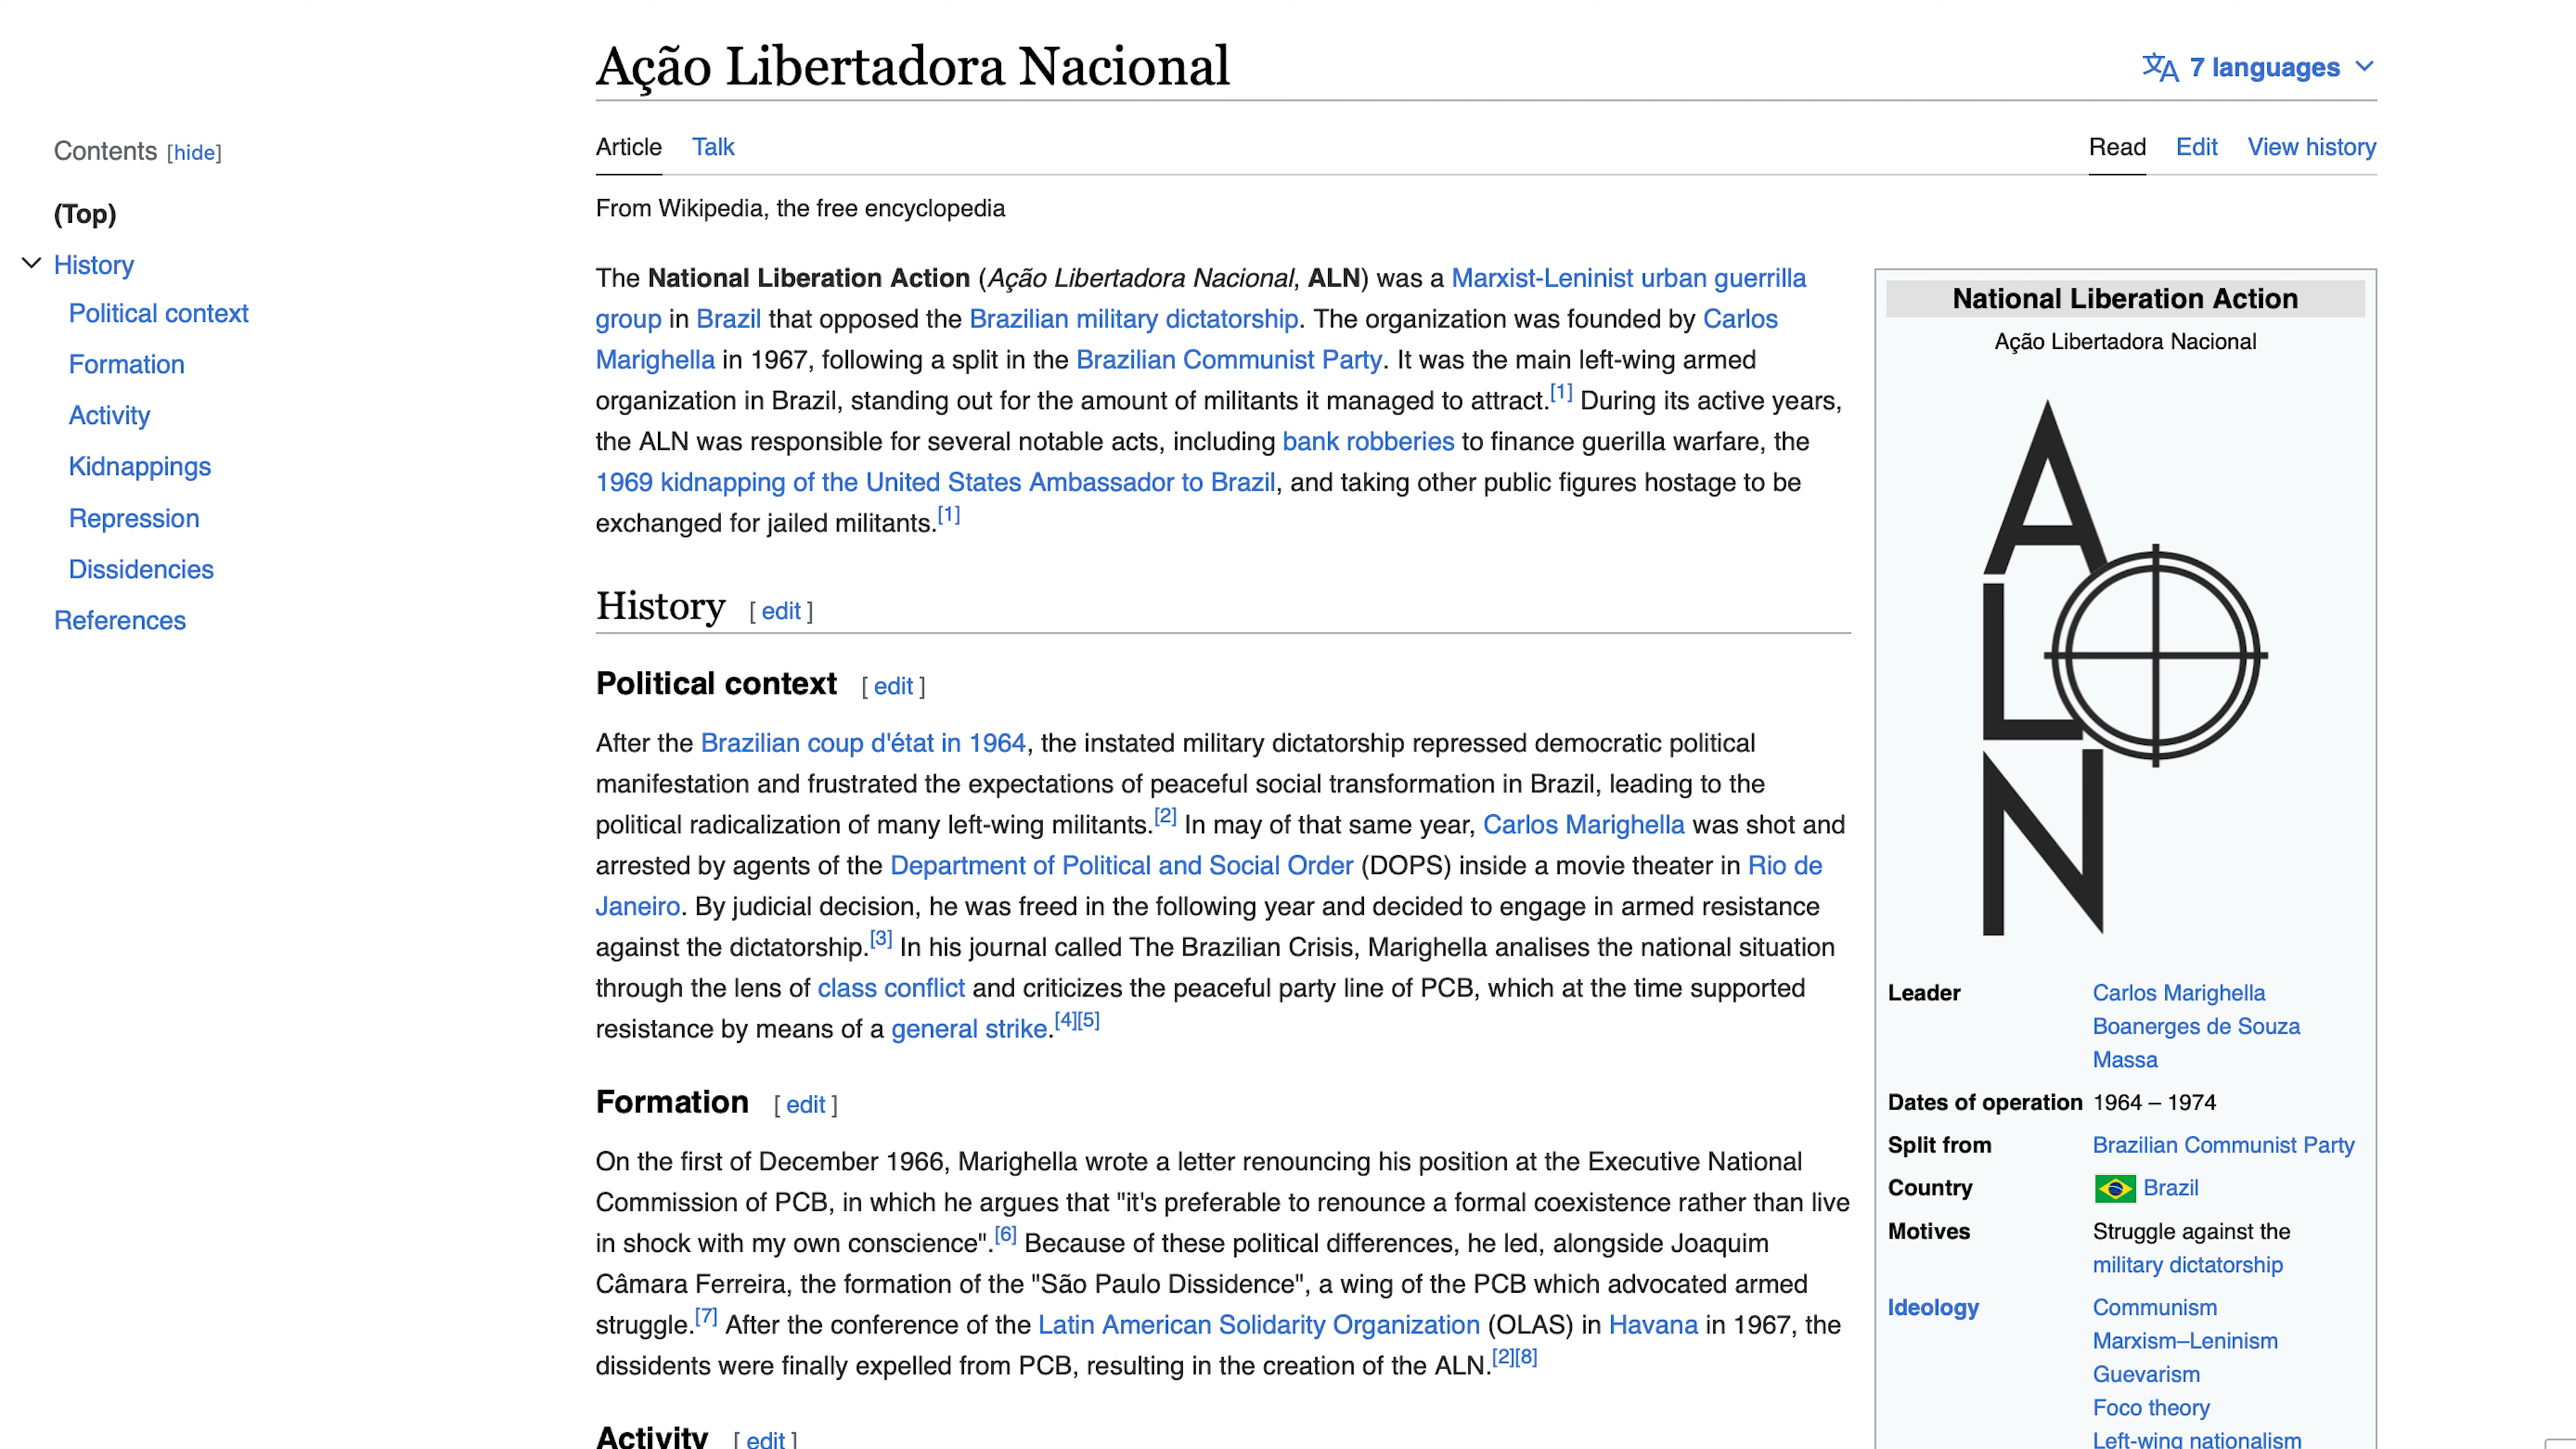 Ação Libertadora Nacional
7 languages
Contents [hide]
(Top)
History
Political context
Formation
Activity
Kidnappings
Repression
Dissidencies
References
Article Talk
Read Edit View history
From Wikipedia, the free encyclopedia
The National Liberation Action (Ação Libertadora Nacional, ALN) was a Marxist-Leninist urban guerrilla
group in Brazil that opposed the Brazilian military dictatorship. The organization was founded by Carlos
Marighella in 1967, following a split in the Brazilian Communist Party. It was the main left-wing armed
organization in Brazil, standing out for the amount of militants it managed to attract.[1] During its active years,
the ALN was responsible for several notable acts, including bank robberies to finance guerilla warfare, the
1969 kidnapping of the United States Ambassador to Brazil, and taking other public figures hostage to be
exchanged for jailed militants.[1]
History [ edit ]
Political context [ edit ]
After the Brazilian coup d'état in 1964, the instated military dictatorship repressed democratic political
manifestation and frustrated the expectations of peaceful social transformation in Brazil, leading to the
political radicalization of many left-wing militants.[2] In may of that same year, Carlos Marighella was shot and
arrested by agents of the Department of Political and Social Order (DOPS) inside a movie theater in Rio de
Janeiro. By judicial decision, he was freed in the following year and decided to engage in armed resistance
against the dictatorship.[3] In his journal called The Brazilian Crisis, Marighella analises the national situation
through the lens of class conflict and criticizes the peaceful party line of PCB, which at the time supported
resistance by means of a general strike.[4][5]
Formation [ edit ]
On the first of December 1966, Marighella wrote a letter renouncing his position at the Executive National
Commission of PCB, in which he argues that "it's preferable to renounce a formal coexistence rather than live
in shock with my own conscience".[6] Because of these political differences, he led, alongside Joaquim
Câmara Ferreira, the formation of the "São Paulo Dissidence", a wing of the PCB which advocated armed
struggle.[7] After the conference of the Latin American Solidarity Organization (OLAS) in Havana in 1967, the
dissidents were finally expelled from PCB, resulting in the creation of the ALN.[2][8]
Activity [ edit ]
National Liberation Action
Ação Libertadora Nacional
A
L
N
Leader Carlos Marighella
Boanerges de Souza
Massa
Dates of operation 1964 – 1974
Split from Brazilian Communist Party
Country Brazil
Motives Struggle against the
military dictatorship
Ideology Communism
Marxism–Leninism
Guevarism
Foco theory
Left-wing nationalism